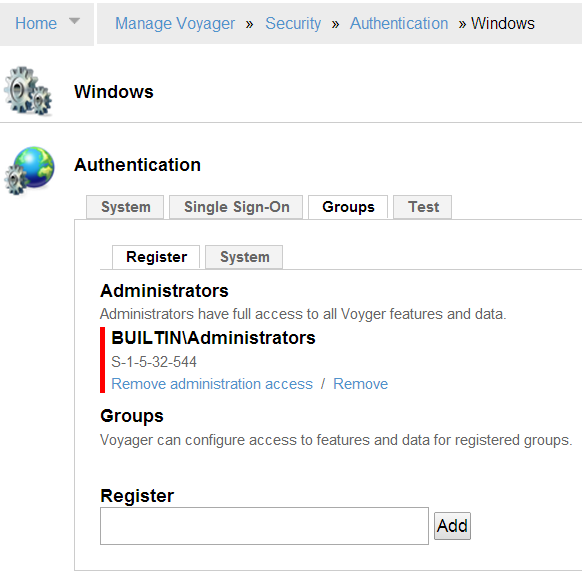 Home Manage Voyager » Security » Authentication » Windows
Windows
Authentication
System Single Sign-On Groups Test
Register System
Administrators
Administrators have full access to all Voyger features and data.
BUILTIN\Administrators
S-1-5-32-544
Remove administration access / Remove
Groups
Voyager can configure access to features and data for registered groups.
Register
Add